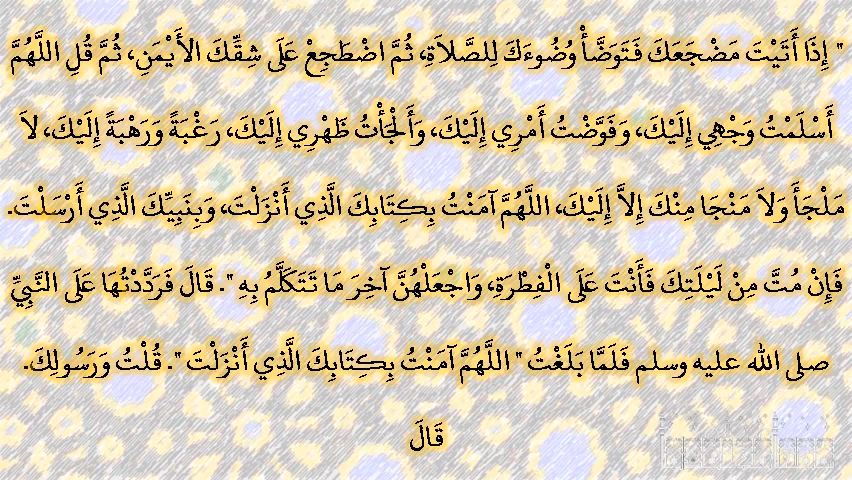 " إِذَا أَتَيْتَ مَضْجَعَكَ فَتَوَضَّأْ وُضُوءَكَ لِلصَّلاَةِ، ثُمَّ اضْطَجِعْ عَلَى شِقِّكَ الأَيْمَنِ، ثُمَّ قُلِ اللَّهُمَّ
أَسْلَمْتُ وَجْهِي إِلَيْكَ، وَفَوَّضْتُ أَمْرِي إِلَيْكَ، وَأَلْجَأْتُ ظَهْرِي إِلَيْكَ، رَغْبَةً وَرَهْبَةً إِلَيْكَ، لاَ
مَلْجَأَ وَلاَ مَنْجَا مِنْكَ إِلاَّ إِلَيْكَ، اللَّهُمَّ آمَنْتُ بِكِتَابِكَ الَّذِي أَنْزَلْتَ، وَبِنَبِيِّكَ الَّذِي أَرْسَلْتَ.
فَإِنْ مُتَّ مِنْ لَيْلَتِكَ فَأَنْتَ عَلَى الْفِطْرَةِ، وَاجْعَلْهُنَّ آخِرَ مَا تَتَكَلَّمُ بِهِ ". قَالَ فَرَدَّدْتُهَا عَلَى النَّبِيِّ
صلى الله عليه وسلم فَلَمَّا بَلَغْتُ " اللَّهُمَّ آمَنْتُ بِكِتَابِكَ الَّذِي أَنْزَلْتَ ". قُلْتُ وَرَسُولِكَ.
قَالَ